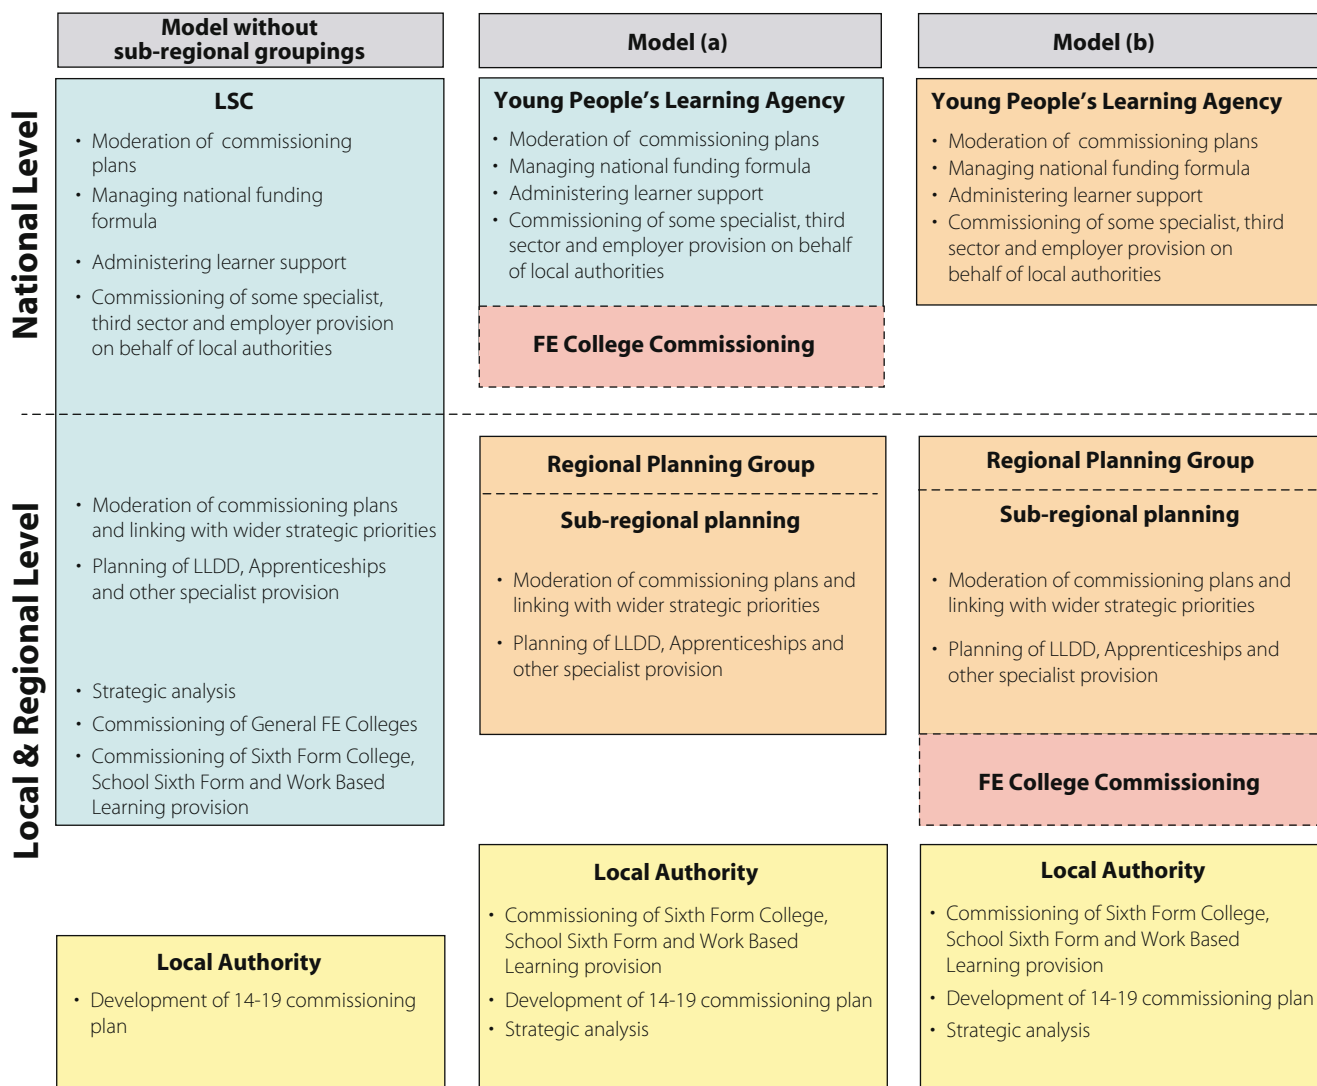 Model without
sub-regional groupings
Model (a)
Model (b)
National Level
LSC
• Moderation of commissioning
plans
• Managing national funding
formula
• Administering learner support
• Commissioning of some specialist,
third sector and employer provision
on behalf of local authorities
Young People's Learning Agency
• Moderation of commissioning plans
• Managing national funding formula
• Administering learner support
• Commissioning of some specialist, third
sector and employer provision on behalf
of local authorities
FE College Commissioning
Young People's Learning Agency
• Moderation of commissioning plans
• Managing national funding formula
• Administering learner support
• Commissioning of some specialist, third
sector and employer provision on
behalf of local authorities
Local & Regional Level
• Moderation of commissioning plans
and linking with wider strategic priorities
• Planning of LLDD, Apprenticeships
and other specialist provision
• Strategic analysis
• Commissioning of General FE Colleges
• Commissioning of Sixth Form College,
School Sixth Form and Work Based
Learning provision
Regional Planning Group
Sub-regional planning
• Moderation of commissioning plans and
linking with wider strategic priorities
• Planning of LLDD, Apprenticeships and
other specialist provision
Regional Planning Group
Sub-regional planning
• Moderation of commissioning plans and
linking with wider strategic priorities
• Planning of LLDD, Apprenticeships and
other specialist provision
FE College Commissioning
Local Authority
• Development of 14-19 commissioning
plan
Local Authority
• Commissioning of Sixth Form College,
School Sixth Form and Work Based
Learning provision
• Development of 14-19 commissioning plan
• Strategic analysis
Local Authority
• Commissioning of Sixth Form College,
School Sixth Form and Work Based
Learning provision
• Development of 14-19 commissioning plan
• Strategic analysis